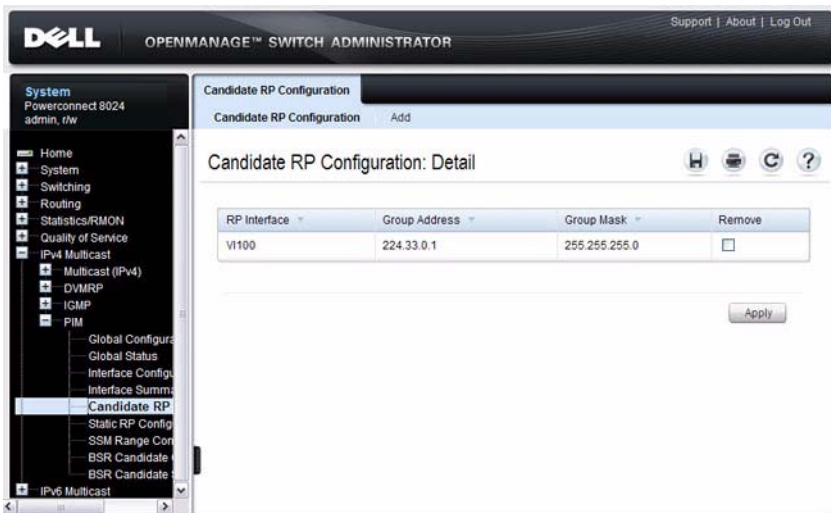 Support | About | Log Out
DELL OPENMANAGE™ SWITCH ADMINISTRATOR
System
Powerconnect 8024
admin, r/w
Home
System
Switching
Routing
Statistics/RMON
Quality of Service
IPv4 Multicast
Multicast (IPv4)
DVMRP
IGMP
PIM
Global Configura
Global Status
Interface Configu
Interface Summa
Candidate RP
Static RP Config
SSM Range Con
BSR Candidate
BSR Candidate
IPv6 Multicast
Candidate RP Configuration
Candidate RP Configuration Add
Candidate RP Configuration: Detail
RP Interface Group Address Group Mask Remove
Vl100 224.33.0.1 255.255.255.0
Apply